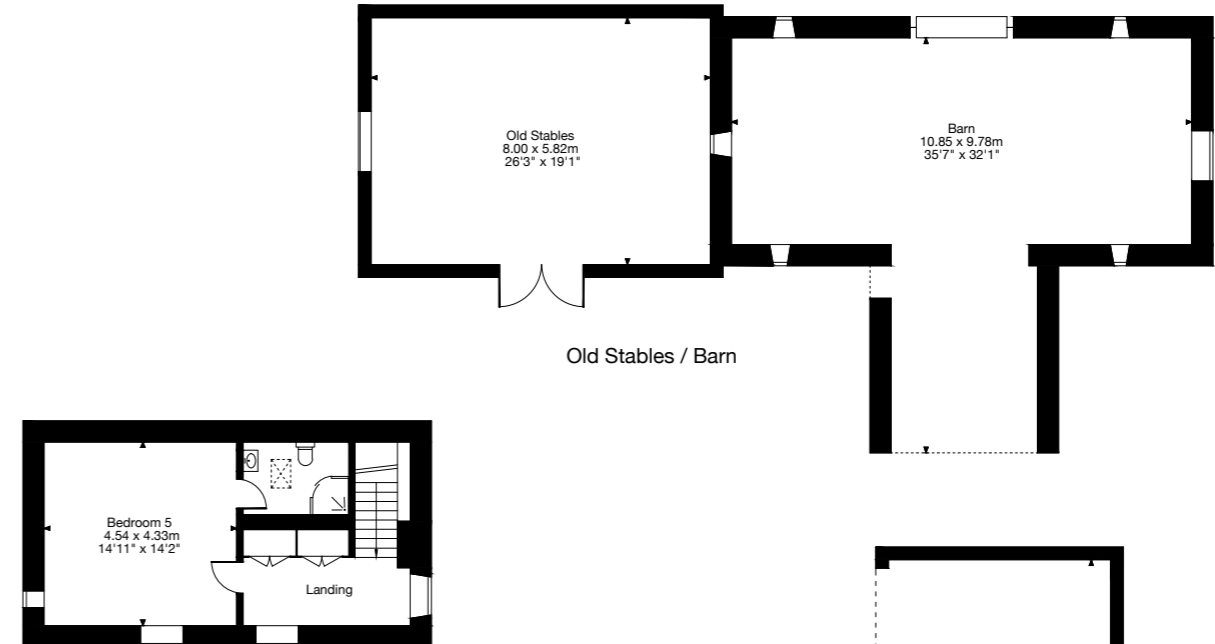 Old Stables
8.00 x 5.82m
26'3" x 19'1"
Barn
10.85 x 9.78m
35'7" x 32'1"
Old Stables / Barn
Bedroom 5
4.54 x 4.33m
14'11" x 14'2"
Landing